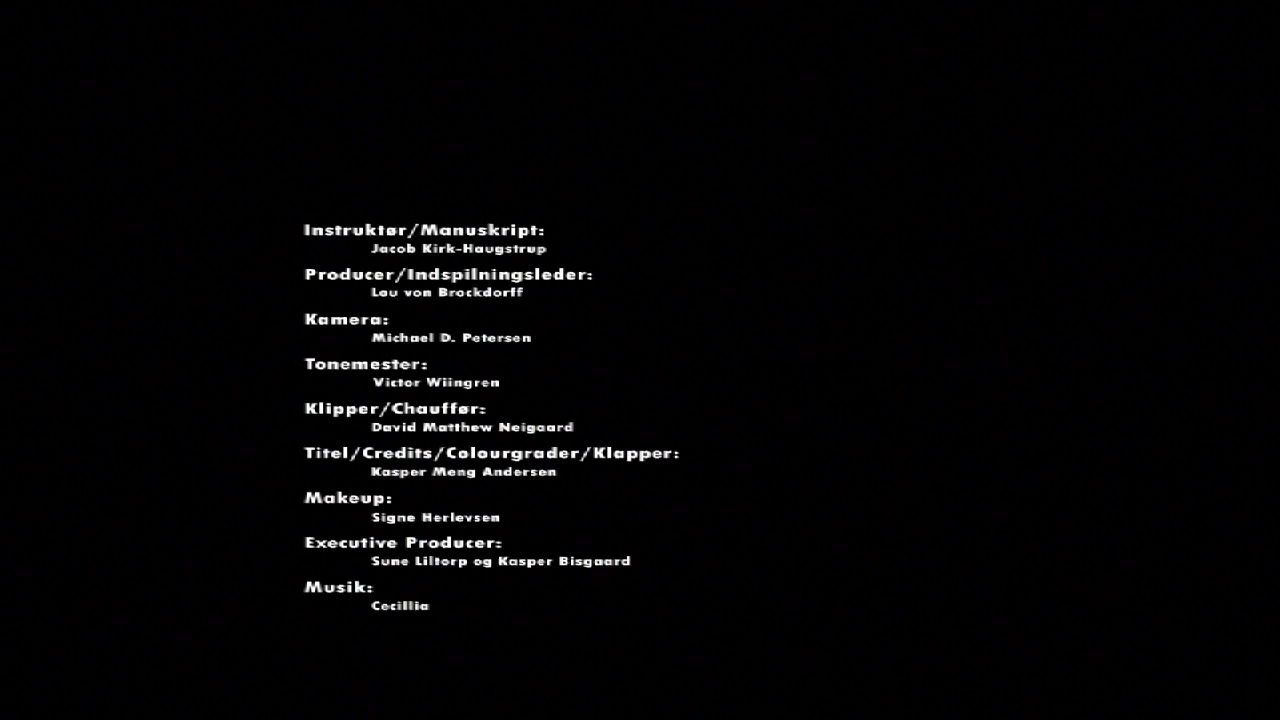 Instruktør/Manuskript:
Jacob Kirk-Haugstrup
Producer/Indspilningsleder:
Lou von Brockdorff
Kamera:
Michael D. Petersen
Tonemester:
Victor Wiingren
Klipper/Chauffør:
David Matthew Neigaard
Titel/Credits/Colourgrader/Klapper:
Kasper Meng Andersen
Makeup:
Signe Herlevsen
Executive Producer:
Sune Liltorp og Kasper Bisgaard
Musik:
Cecillia